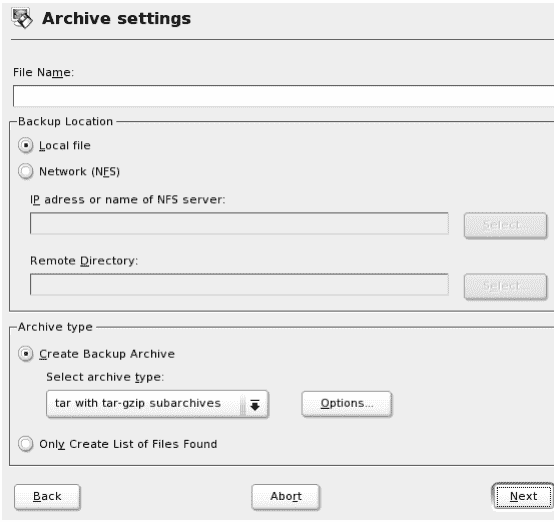 Archive settings
File Name:
Backup Location
Local file
Network (NFS)
IP adress or name of NFS server:
Select...
Remote Directory:
Select...
Archive type
Create Backup Archive
Select archive type:
tar with tar-gzip subarchives
Options...
Only Create List of Files Found
Back
Abort
Next